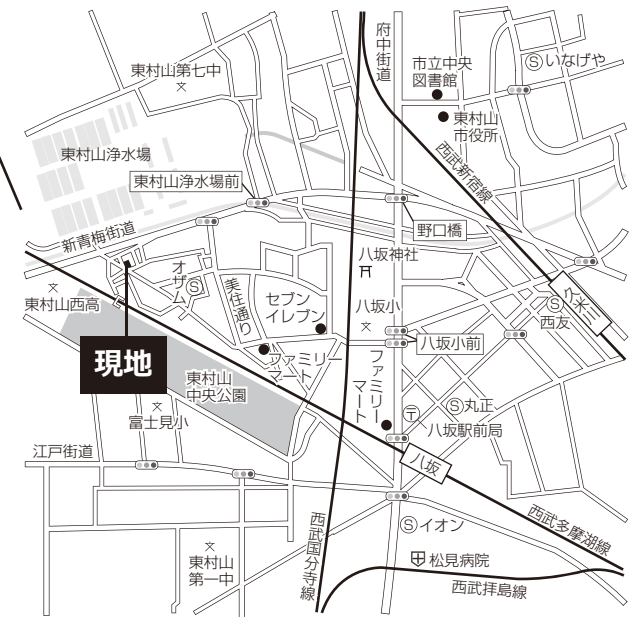 東村山第七中
文
府中街道
市立中央
図書館
Ⓢいなげや
東村山
市役所
西武新宿線
東村山浄水場
東村山浄水場前
新青梅街道
野口橋
八坂神社
オザム
Ⓢ
美住通り
セブン
イレブン
文
東村山西高
八坂小
文
久米川
Ⓢ
西友
八坂小前
現地
ファミリー
マート
東村山
中央公園
ファミリー
マート
Ⓢ丸正
〒
八坂駅前局
文
富士見小
江戸街道
八坂
西武国分寺線
Ⓢイオン
西武多摩湖線
文
東村山
第一中
松見病院
西武拝島線